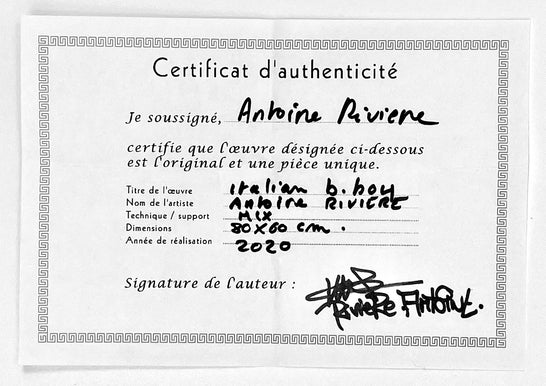 Certificat d'authenticité
Je soussigné, Antoine Riviere
certifie que l'œuvre désignée ci-dessous
est l'original et une pièce unique.
Titre de l'œuvre italian b.boy
Nom de l'artiste Antoine RIVIERE
Technique / support MIX
Dimensions 80x60 cm.
Année de réalisation 2020
Signature de l'auteur :
Riviere Antoine.